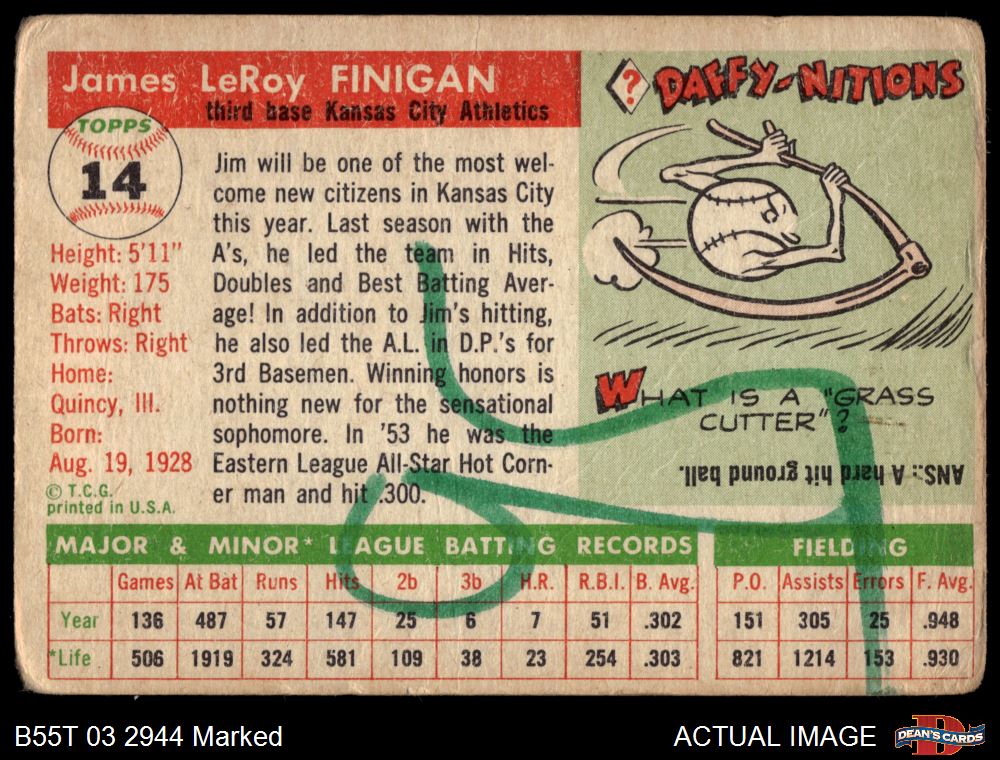 James LeRoy FINIGAN
third base Kansas City Athletics
TOPPS
14
Height: 5'11"
Weight: 175
Bats: Right
Throws: Right
Home:
Quincy, Ill.
Born:
Aug. 19, 1928
© T.C.G.
printed in U.S.A.
Jim will be one of the most wel-
come new citizens in Kansas City
this year. Last season with the
A's, he led the team in Hits,
Doubles and Best Batting Aver-
age! In addition to Jim's hitting,
he also led the A.L. in D.P.'s for
3rd Basemen. Winning honors is
nothing new for the sensational
sophomore. In '53 he was the
Eastern League All-Star Hot Corn-
er man and hit .300.
? DAFFY-NITIONS
WHAT IS A "GRASS
CUTTER"?
ANS.: A hard hit ground ball.
MAJOR & MINOR* LEAGUE BATTING RECORDS FIELDING
Games At Bat Runs Hits 2b 3b H.R. R.B.I. B. Avg. P.O. Assists Errors F. Avg.
Year 136 487 57 147 25 6 7 51 .302 151 305 25 .948
*Life 506 1919 324 581 109 38 23 254 .303 821 1214 153 .930
B55T 03 2944 Marked
ACTUAL IMAGE
D
DEAN'S CARDS